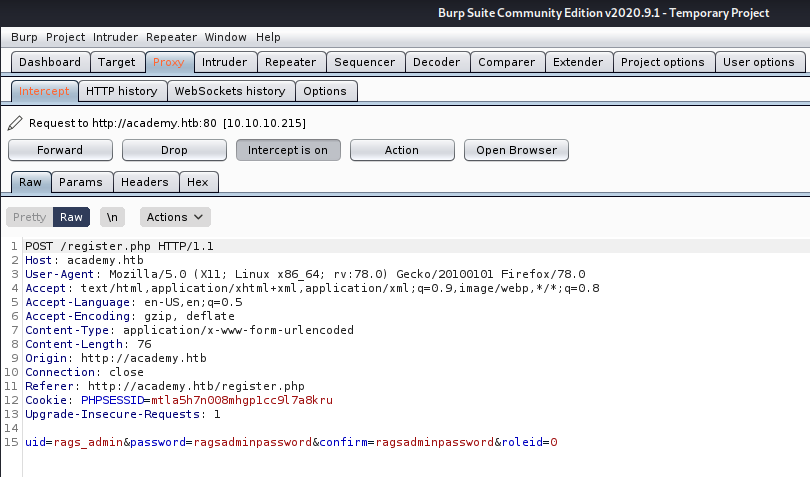 Burp Suite Community Edition v2020.9.1 - Temporary Project
Burp Project Intruder Repeater Window Help
Dashboard Target Proxy Intruder Repeater Sequencer Decoder Comparer Extender Project options User options
Intercept HTTP history WebSockets history Options
Request to http://academy.htb:80 [10.10.10.215]
Forward Drop Intercept is on Action Open Browser
Raw Params Headers Hex
Pretty Raw \n Actions
1 POST /register.php HTTP/1.1
2 Host: academy.htb
3 User-Agent: Mozilla/5.0 (X11; Linux x86_64; rv:78.0) Gecko/20100101 Firefox/78.0
4 Accept: text/html,application/xhtml+xml,application/xml;q=0.9,image/webp,*/*;q=0.8
5 Accept-Language: en-US,en;q=0.5
6 Accept-Encoding: gzip, deflate
7 Content-Type: application/x-www-form-urlencoded
8 Content-Length: 76
9 Origin: http://academy.htb
10 Connection: close
11 Referer: http://academy.htb/register.php
12 Cookie: PHPSESSID=mtla5h7n008mhgp1cc9l7a8kru
13 Upgrade-Insecure-Requests: 1
14
15 uid=rags_admin&password=ragsadminpassword&confirm=ragsadminpassword&roleid=0